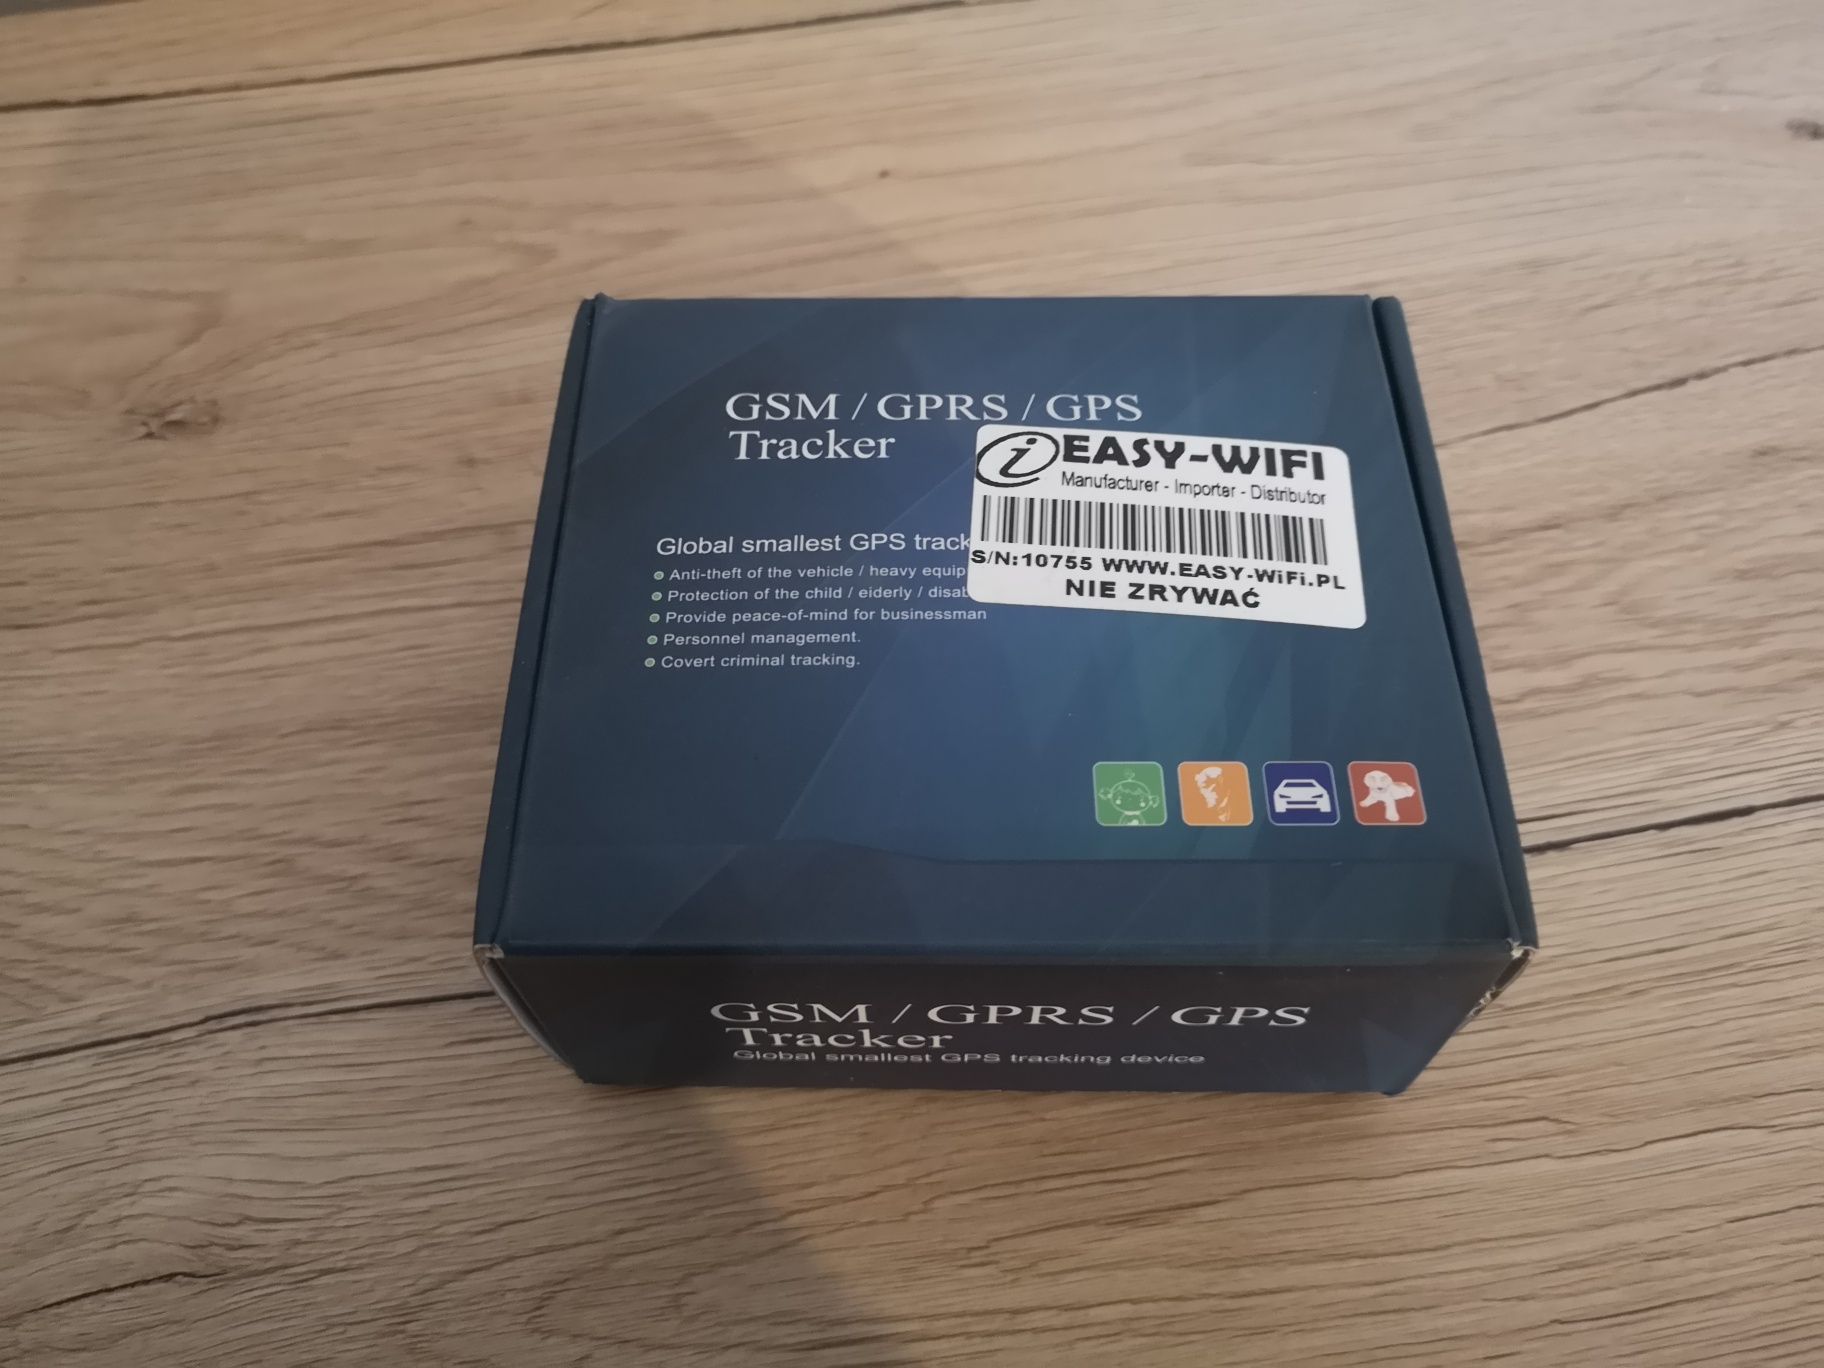 GSM / GPRS / GPS
Tracker
EASY-WIFI
Manufacturer - Importer - Distributor
S/N:10755 WWW.EASY-WiFi.PL
NIE ZRYWAĆ
Global smallest GPS track
Anti-theft of the vehicle / heavy equip
Protection of the child / eiderly / disab
Provide peace-of-mind for businessman
Personnel management.
Covert criminal tracking.
GSM / GPRS / GPS
Tracker
Global smallest GPS tracking device